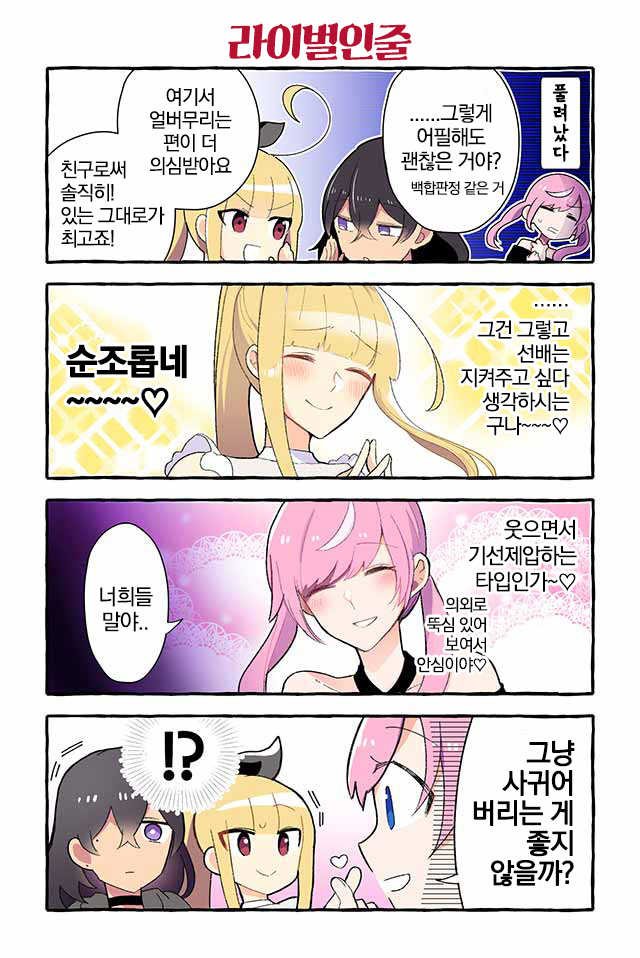 라이벌인줄
풀려났다
......그렇게
어필해도
괜찮은 거야?
백합판정 같은 거
여기서
얼버무리는
편이 더
의심받아요
친구로써
솔직히!
있는 그대로가
최고죠!
......
그건 그렇고
선배는
지켜주고 싶다
생각하시는
구나~~~♡
순조롭네
~~~~♡
웃으면서
기선제압하는
타입인가~♡
의외로
뚝심 있어
보여서
안심이야♡
너희들
말야..
!?
그냥
사귀어
버리는 게
좋지
않을까?